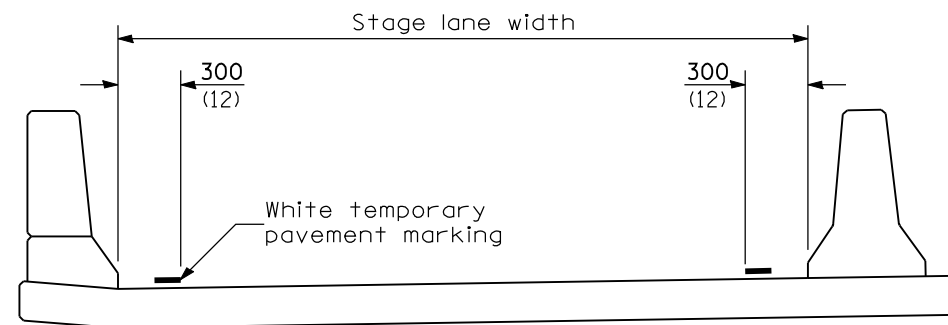 Stage lane width
300
(12)
300
(12)
White temporary
pavement marking